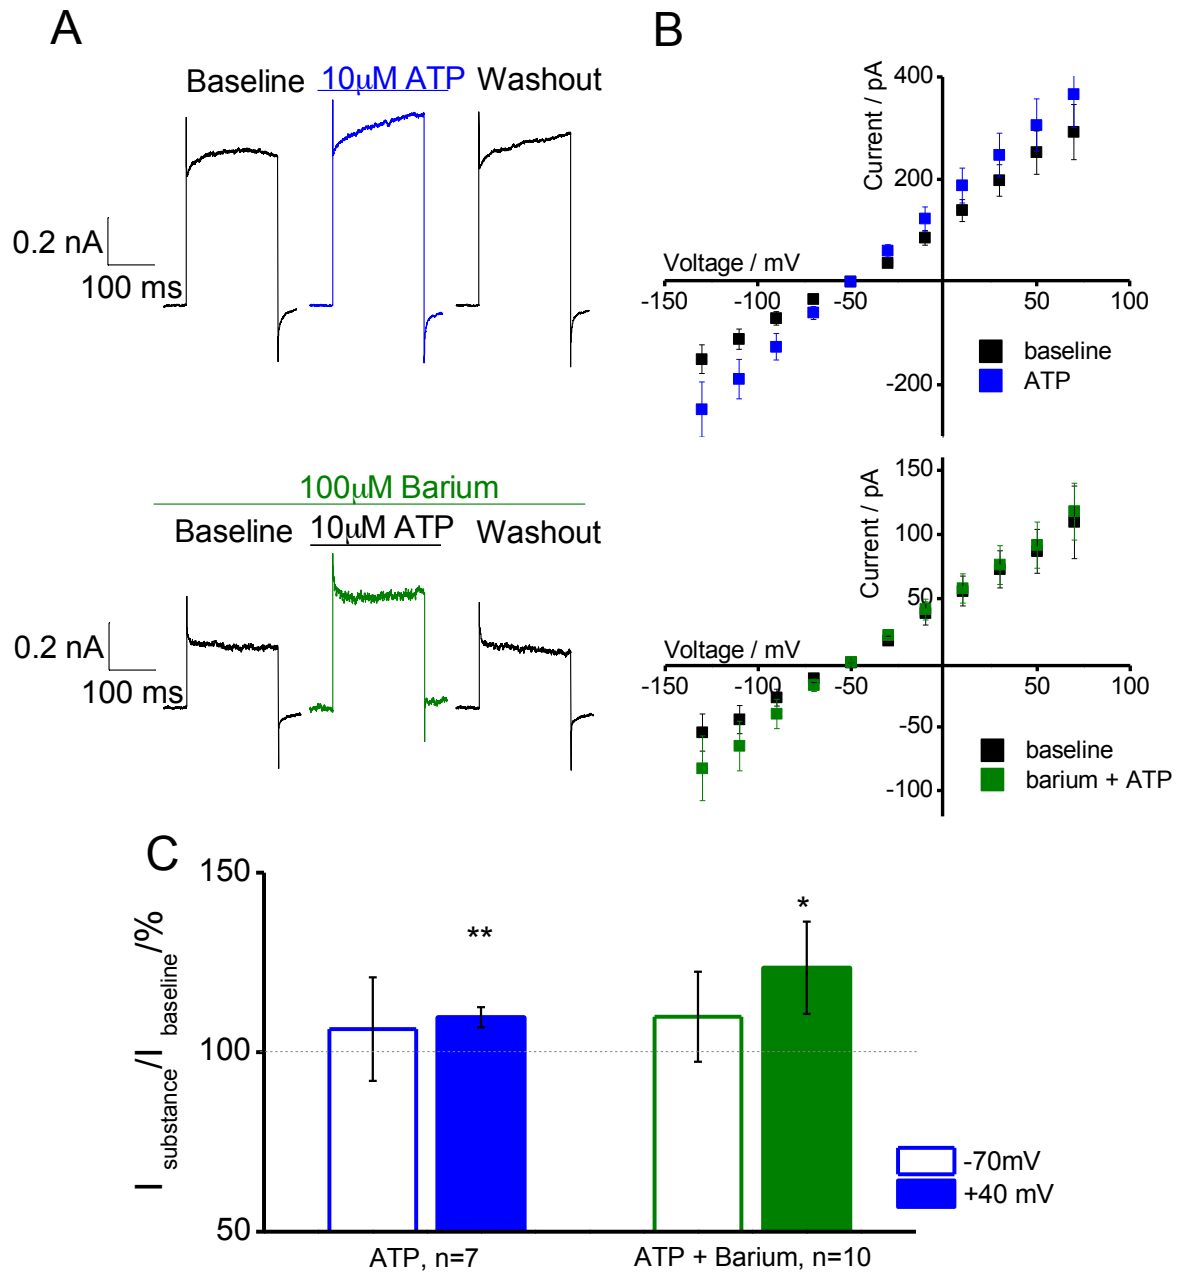 A
Baseline 10μM ATP Washout
0.2 nA
100 ms
100μM Barium
Baseline 10μM ATP Washout
0.2 nA
100 ms
B
400
Current / pA
200
Voltage / mV
-150 -100 -50 50 100
-200
baseline
ATP
150
Current / pA
100
50
Voltage / mV
-150 -100 -50 50 100
-50
-100
baseline
barium + ATP
C
150
I substance/I baseline/%
** *
100
50
-70mV
+40 mV
ATP, n=7 ATP + Barium, n=10